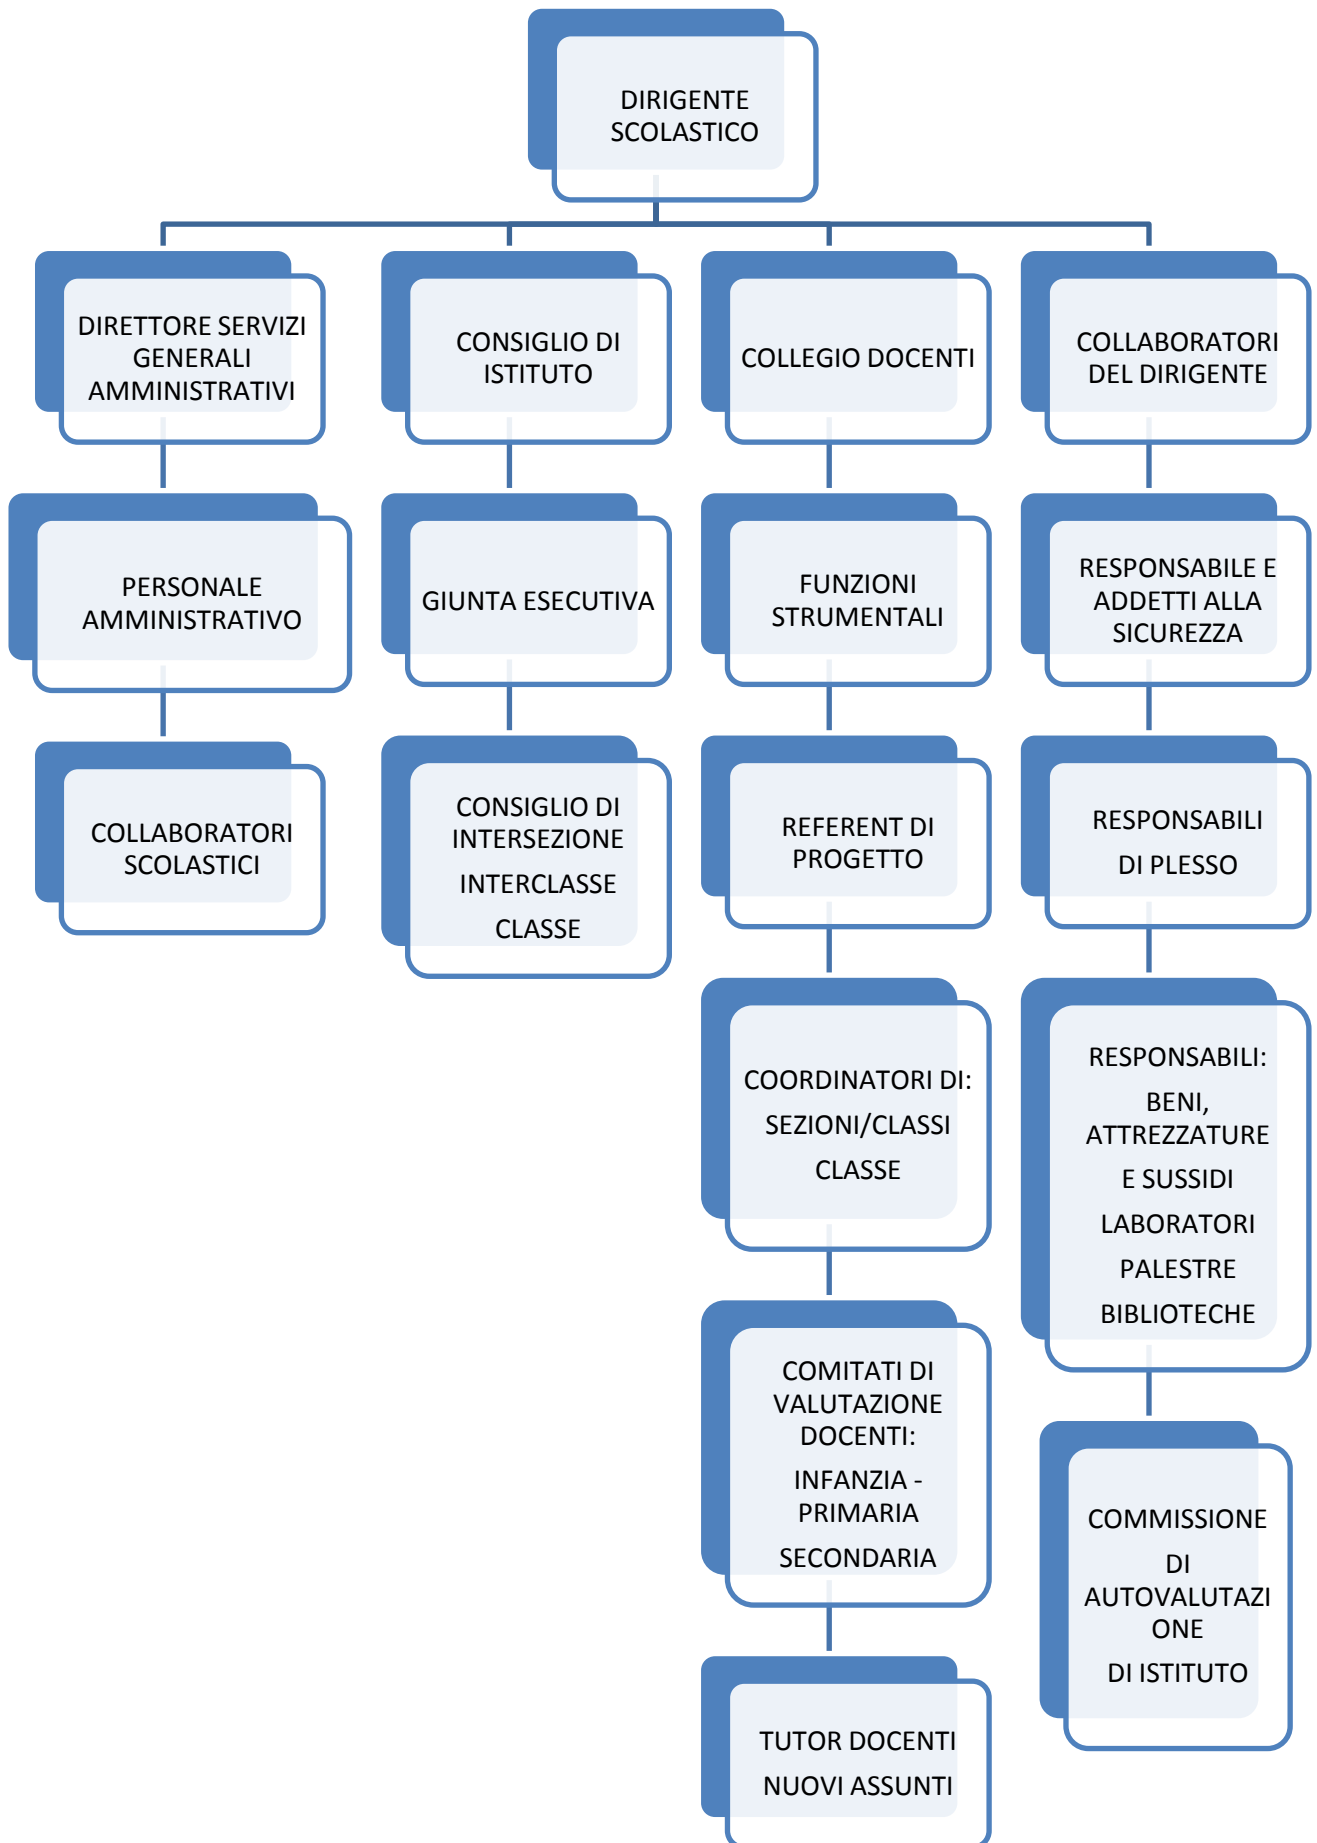 DIRIGENTE
SCOLASTICO
DIRETTORE SERVIZI
GENERALI
AMMINISTRATIVI
CONSIGLIO DI
ISTITUTO
COLLEGIO DOCENTI
COLLABORATORI
DEL DIRIGENTE
PERSONALE
AMMINISTRATIVO
GIUNTA ESECUTIVA
FUNZIONI
STRUMENTALI
RESPONSABILE E
ADDETTI ALLA
SICUREZZA
COLLABORATORI
SCOLASTICI
CONSIGLIO DI
INTERSEZIONE
INTERCLASSE
CLASSE
REFERENT DI
PROGETTO
RESPONSABILI
DI PLESSO
COORDINATORI DI:
SEZIONI/CLASSI
CLASSE
RESPONSABILI:
BENI,
ATTREZZATURE
E SUSSIDI
LABORATORI
PALESTRE
BIBLIOTECHE
COMITATI DI
VALUTAZIONE
DOCENTI:
INFANZIA -
PRIMARIA
SECONDARIA
COMMISSIONE
DI
AUTOVALUTAZI
ONE
DI ISTITUTO
TUTOR DOCENTI
NUOVI ASSUNTI